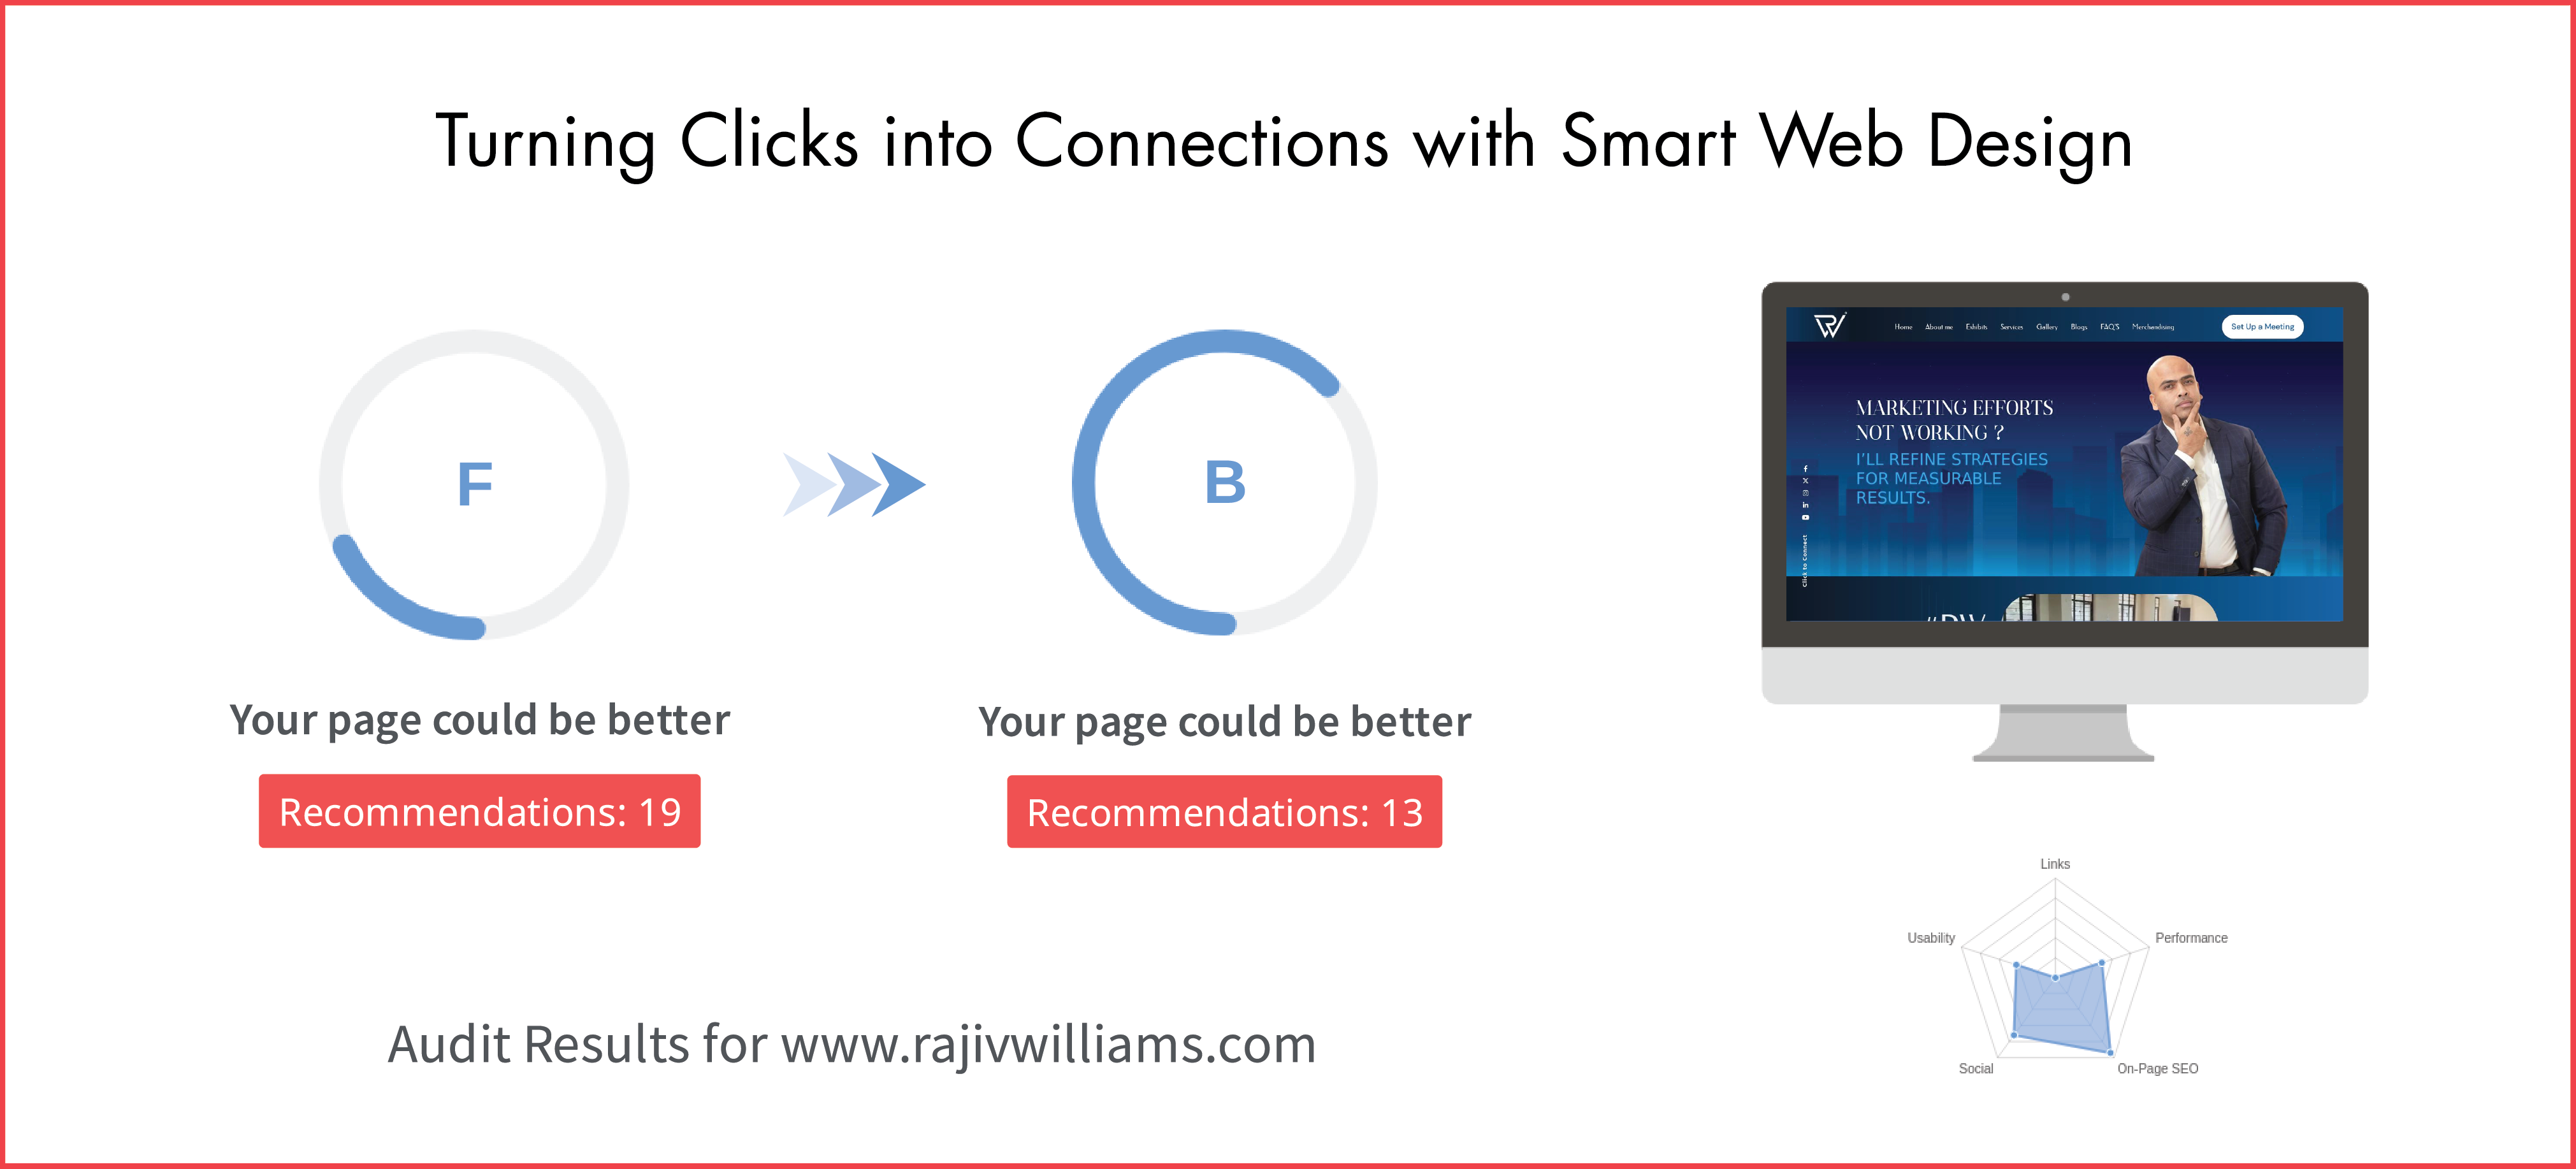 Turning Clicks into Connections with Smart Web Design
F
B
Your page could be better
Your page could be better
Recommendations: 19
Recommendations: 13
Audit Results for www.rajivwilliams.com
RW
Home About me Exhibits Services Gallery Blogs FAQ'S Merchandising
Set Up a Meeting
MARKETING EFFORTS
NOT WORKING ?
I'LL REFINE STRATEGIES
FOR MEASURABLE
RESULTS.
Click to Connect
Links
Usability
Performance
Social
On-Page SEO